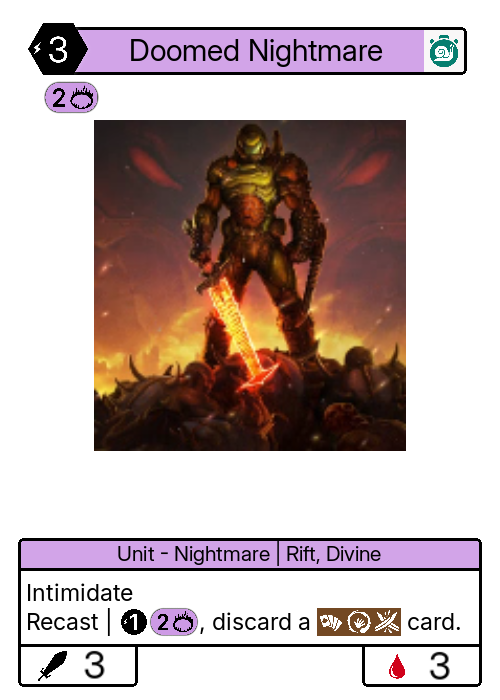 3 Doomed Nightmare
2
Unit - Nightmare | Rift, Divine
Intimidate
Recast | 1 2 , discard a card.
3 3